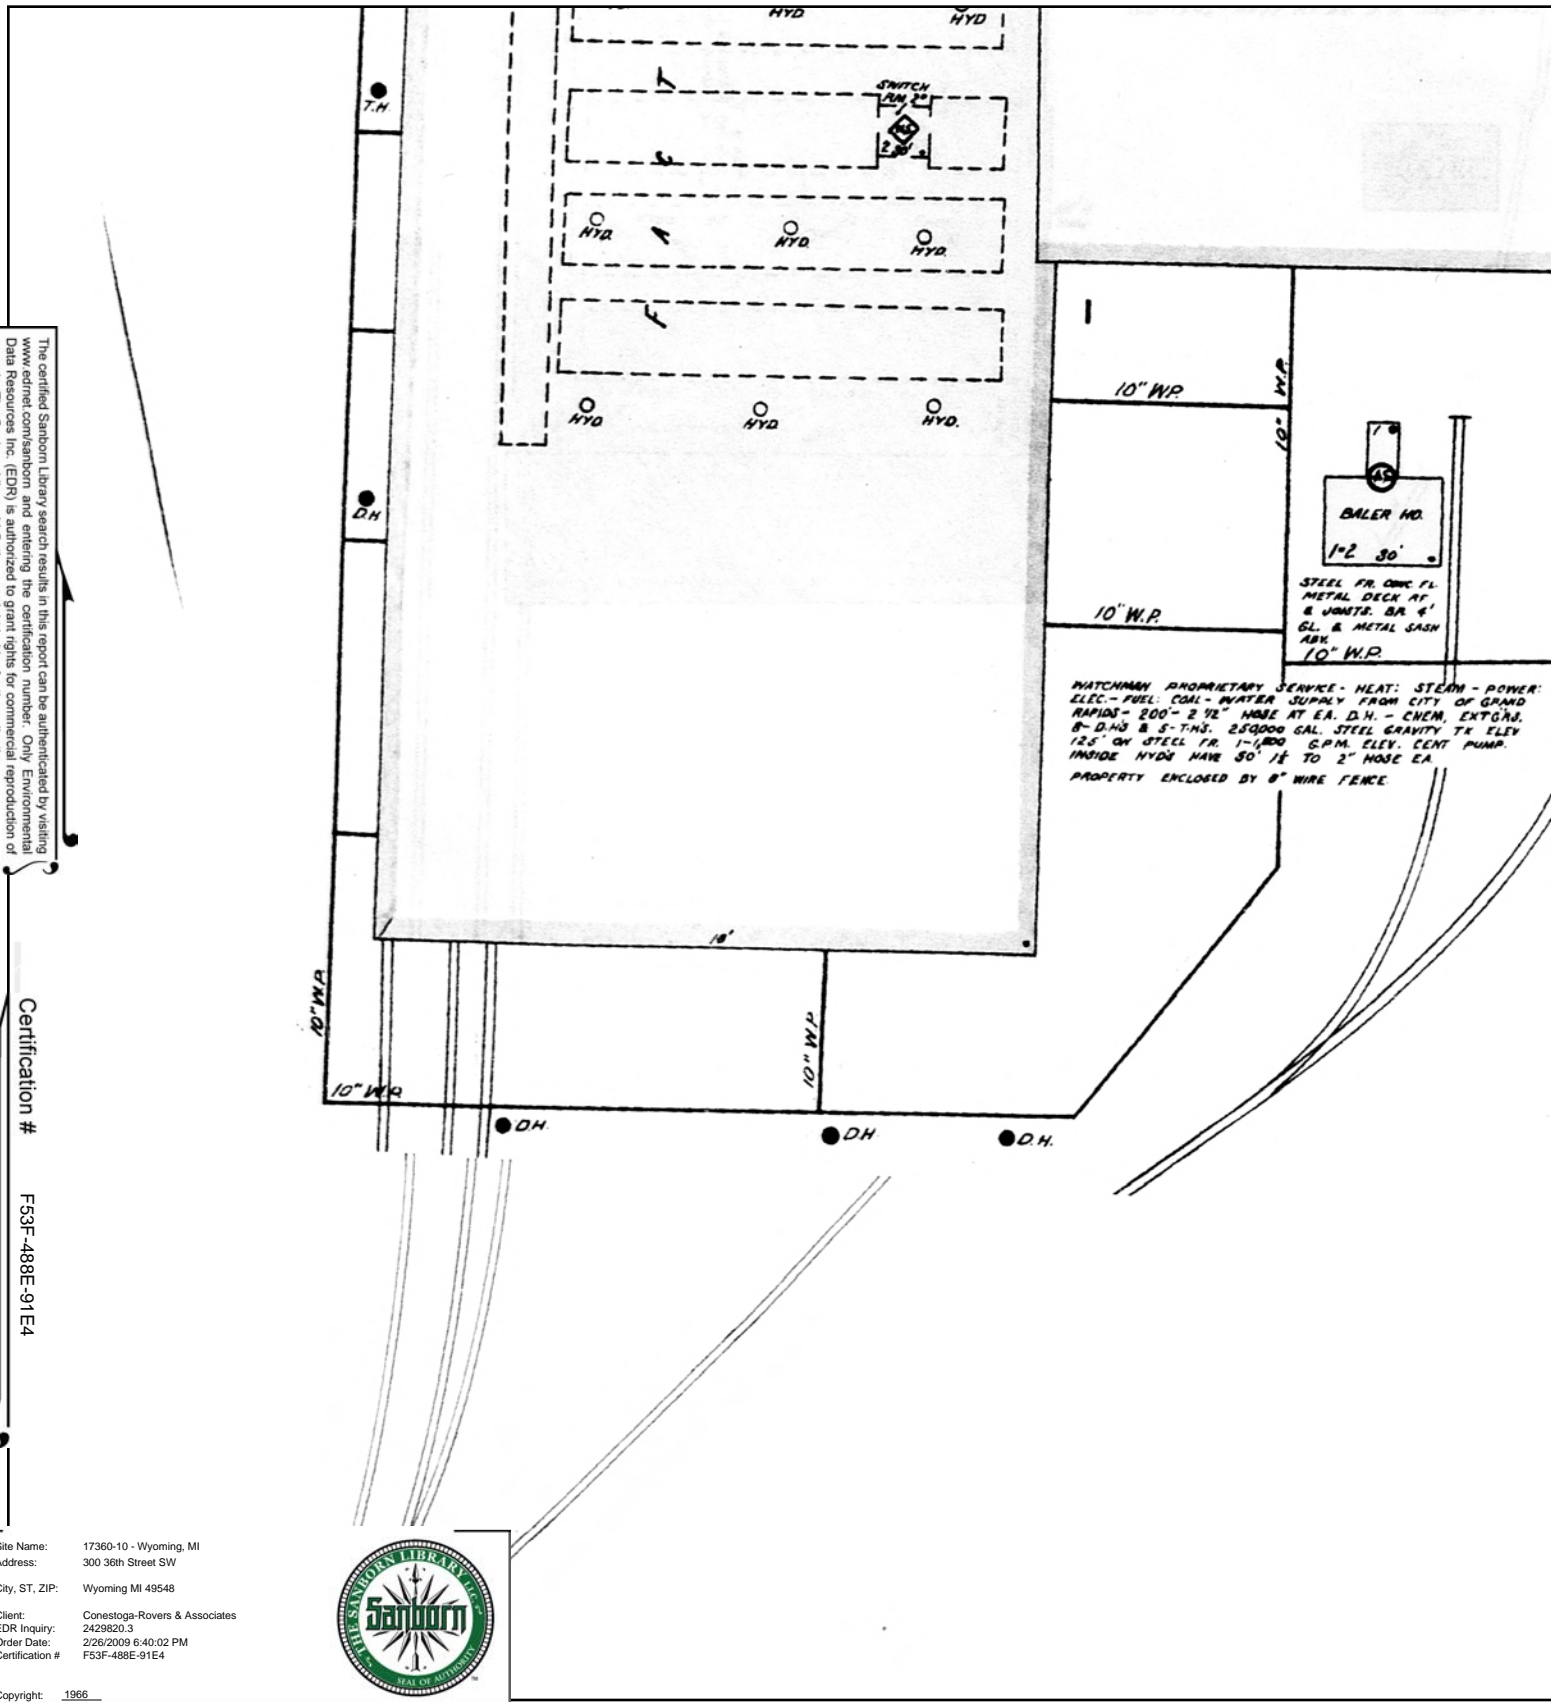 HYD
HYD
T.H.
T
SWITCH
RM. 2°
C
HYD.
A
HYD.
HYD.
F
10" W.P.
10" W.P.
HYD.
HYD.
HYD.
1
AS
BALER HO.
1=2 30'
D.H.
STEEL FR. CONC FL.
METAL DECK RF
& JOISTS. BR. 4'
GL. & METAL SASH
ABV.
10" W.P.
10" W.P.
WATCHMAN PROPRIETARY SERVICE - HEAT: STEAM - POWER:
ELEC. - FUEL: COAL - WATER SUPPLY FROM CITY OF GRAND
RAPIDS - 200' - 2 1/2" HOSE AT EA. D.H. - CHEM. EXTGRS.
8 - D.H'S & 5 - T.H'S. 250,000 GAL. STEEL GRAVITY TK ELEV
125' ON STEEL FR. G.P.M. ELEV. CENT PUMP.
INSIDE HYD'S HAVE 50' 1½ TO 2" HOSE EA.
PROPERTY ENCLOSED BY 8" WIRE FENCE.
18'
10" W.P.
10" W.P.
10" W.P.
D.H.
D.H.
D.H.
The certified Sanborn Library search results in this report can be authenticated by visiting
www.edrnet.com/sanborn and entering the certification number. Only Environmental
Data Resources Inc. (EDR) is authorized to grant rights for commercial reproduction of
Certification # F53F-488E-91E4
Site Name: 17360-10 - Wyoming, MI
Address: 300 36th Street SW
City, ST, ZIP: Wyoming MI 49548
Client: Conestoga-Rovers & Associates
EDR Inquiry: 2429820.3
Order Date: 2/26/2009 6:40:02 PM
Certification # F53F-488E-91E4
Copyright: 1966
THE SANBORN LIBRARY, LLC
Sanborn
SEAL OF AUTHORITY
™